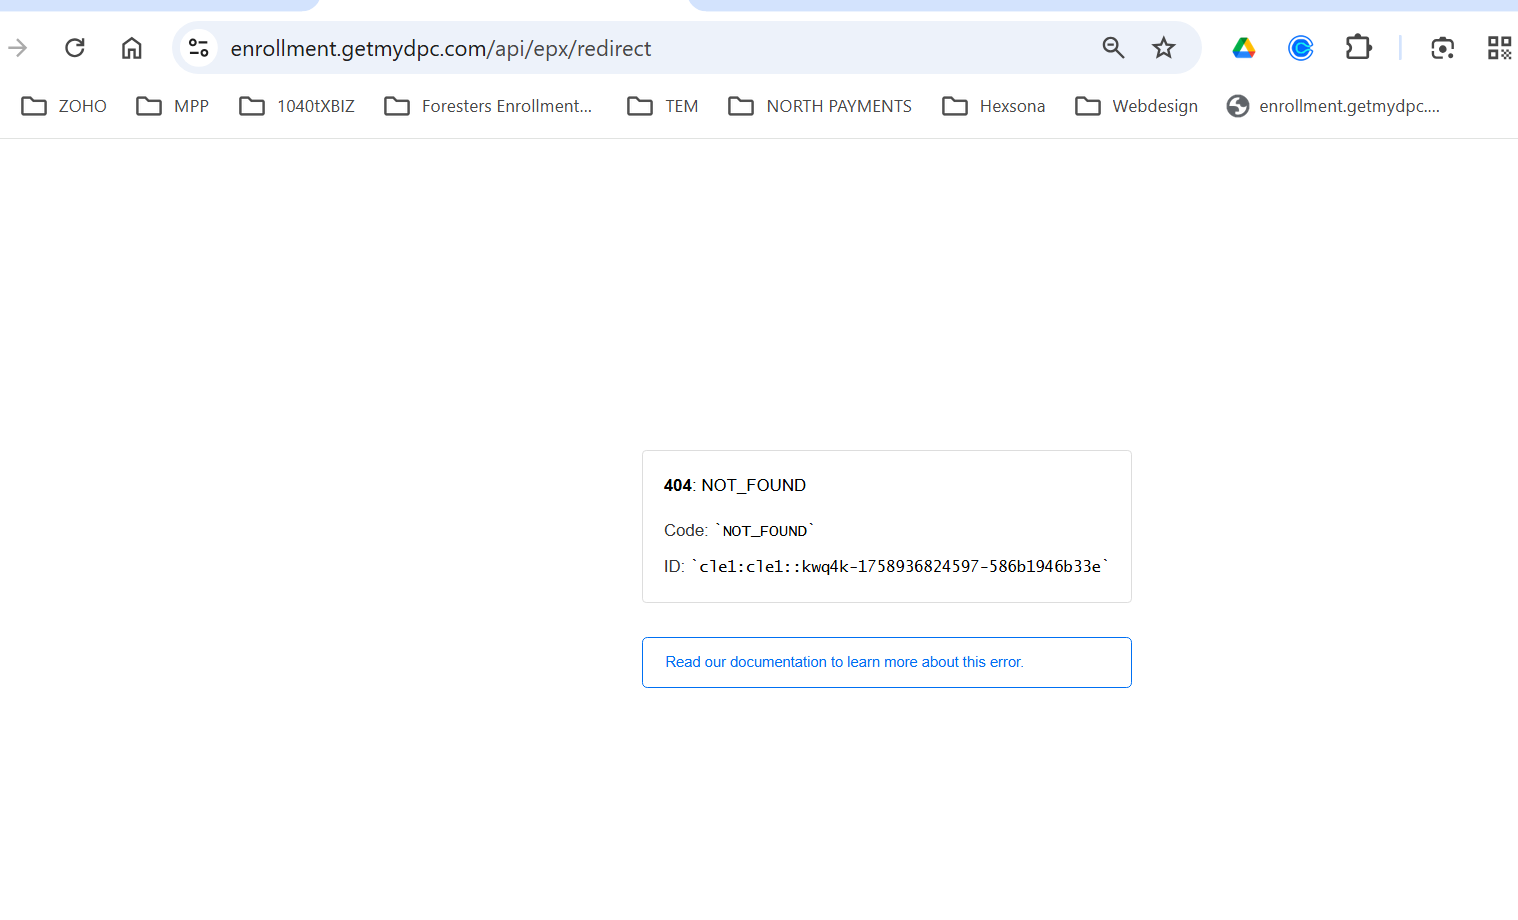 enrollment.getmydpc.com/api/epx/redirect
ZOHO MPP 1040tXBIZ Foresters Enrollment... TEM NORTH PAYMENTS Hexsona Webdesign enrollment.getmydpc....
404: NOT_FOUND
Code: `NOT_FOUND`
ID: `cle1:cle1::kwq4k-1758936824597-586b1946b33e`
Read our documentation to learn more about this error.